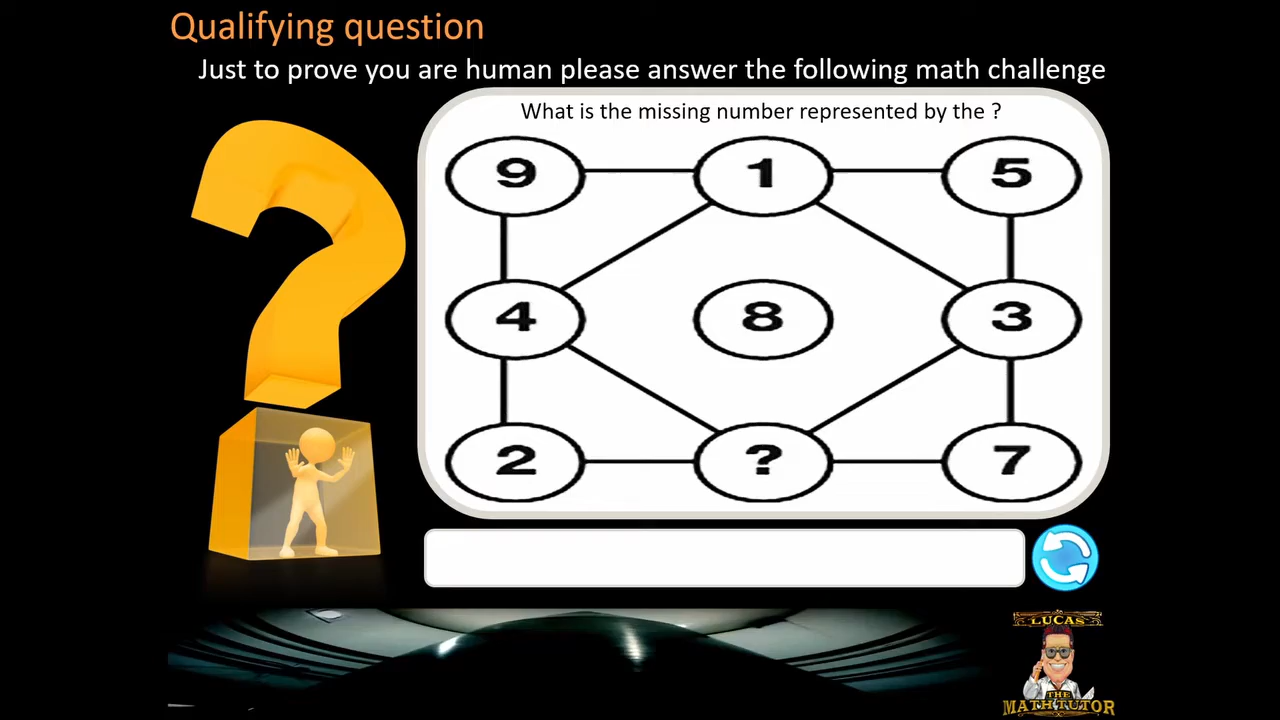 Qualifying question
Just to prove you are human please answer the following math challenge
What is the missing number represented by the ?
9 1 5
4 8 3
2 ? 7
LUCAS
THE
MATH TUTOR